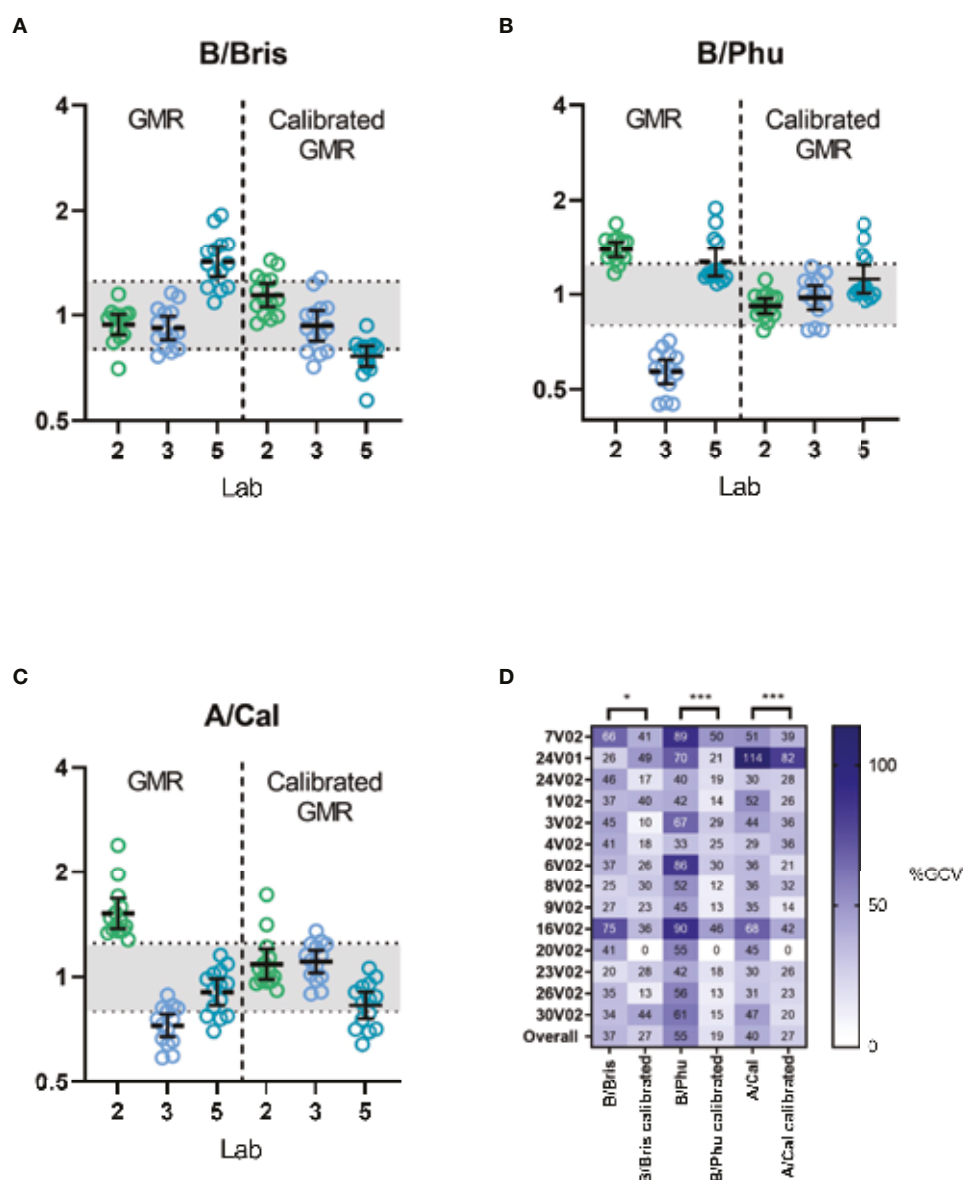 A
B/Bris
4
2
1
0.5
GMR
Calibrated
GMR
2 3 5 2 3 5
Lab
B
B/Phu
4
2
1
0.5
GMR
Calibrated
GMR
2 3 5 2 3 5
Lab
C
A/Cal
4
2
1
0.5
GMR
Calibrated
GMR
2 3 5 2 3 5
Lab
D
* *** ***
7V02 66 41 89 50 51 39
24V01 26 49 70 21 114 82
24V02 46 17 40 19 30 28
1V02 37 40 42 14 52 26
3V02 45 10 67 29 44 36
4V02 41 18 33 25 29 36
6V02 37 26 86 30 36 21
8V02 25 30 52 12 36 32
9V02 27 23 45 13 35 14
16V02 75 36 90 46 68 42
20V02 41 0 55 0 45 0
23V02 20 28 42 18 30 26
26V02 35 13 56 13 31 23
30V02 34 44 61 15 47 20
Overall 37 27 55 19 40 27
B/Bris
B/Bris calibrated
B/Phu
B/Phu calibrated
A/Cal
A/Cal calibrated
100
50
0
%GCV